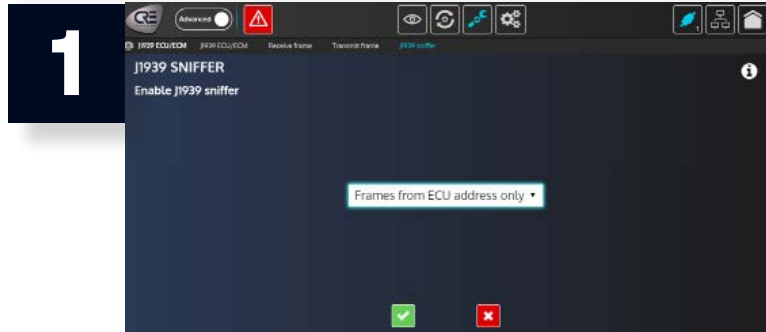 1
CRE Advanced
J1939 ECU/ECM J1939 ECU/ECM Receive frame Transmit frame J1939 sniffer
J1939 SNIFFER
Enable J1939 sniffer
Frames from ECU address only